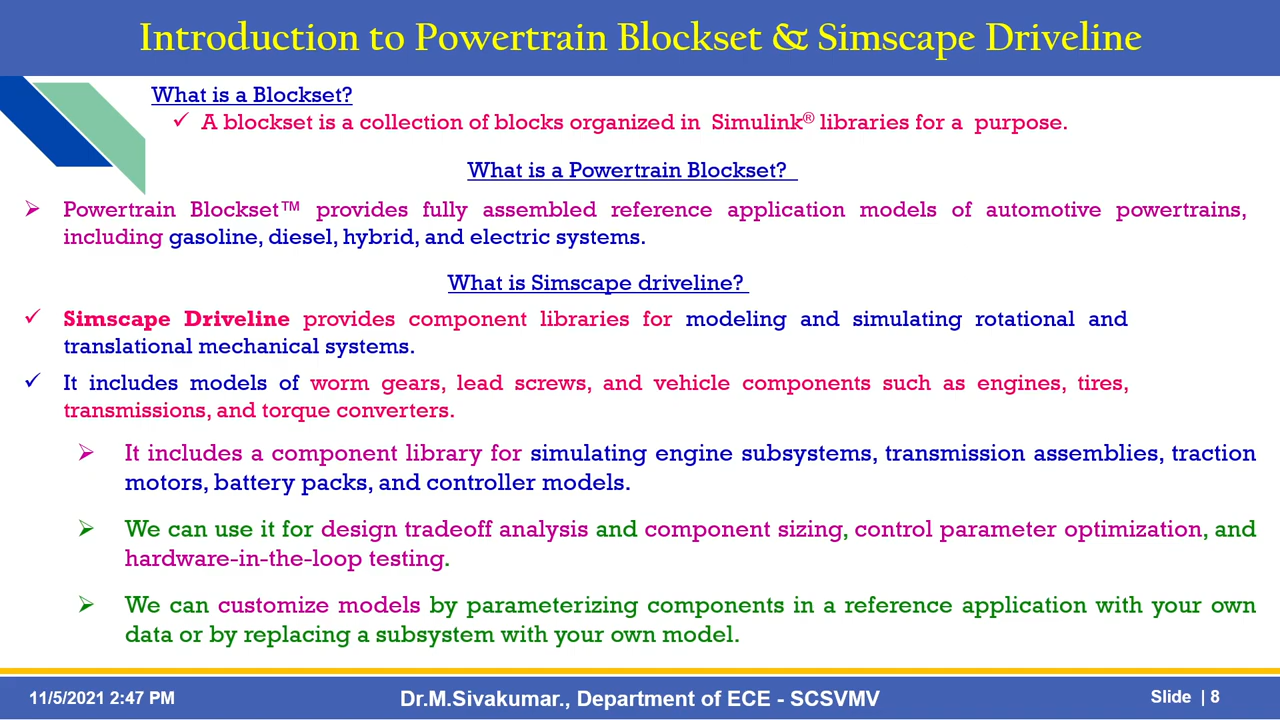 Introduction to Powertrain Blockset & Simscape Driveline
What is a Blockset?
✓ A blockset is a collection of blocks organized in Simulink® libraries for a purpose.
What is a Powertrain Blockset?
➢ Powertrain Blockset™ provides fully assembled reference application models of automotive powertrains,
including gasoline, diesel, hybrid, and electric systems.
What is Simscape driveline?
✓ Simscape Driveline provides component libraries for modeling and simulating rotational and
translational mechanical systems.
✓ It includes models of worm gears, lead screws, and vehicle components such as engines, tires,
transmissions, and torque converters.
➢ It includes a component library for simulating engine subsystems, transmission assemblies, traction
motors, battery packs, and controller models.
➢ We can use it for design tradeoff analysis and component sizing, control parameter optimization, and
hardware-in-the-loop testing.
➢ We can customize models by parameterizing components in a reference application with your own
data or by replacing a subsystem with your own model.
11/5/2021 2:47 PM
Dr.M.Sivakumar., Department of ECE - SCSVMV
Slide | 8